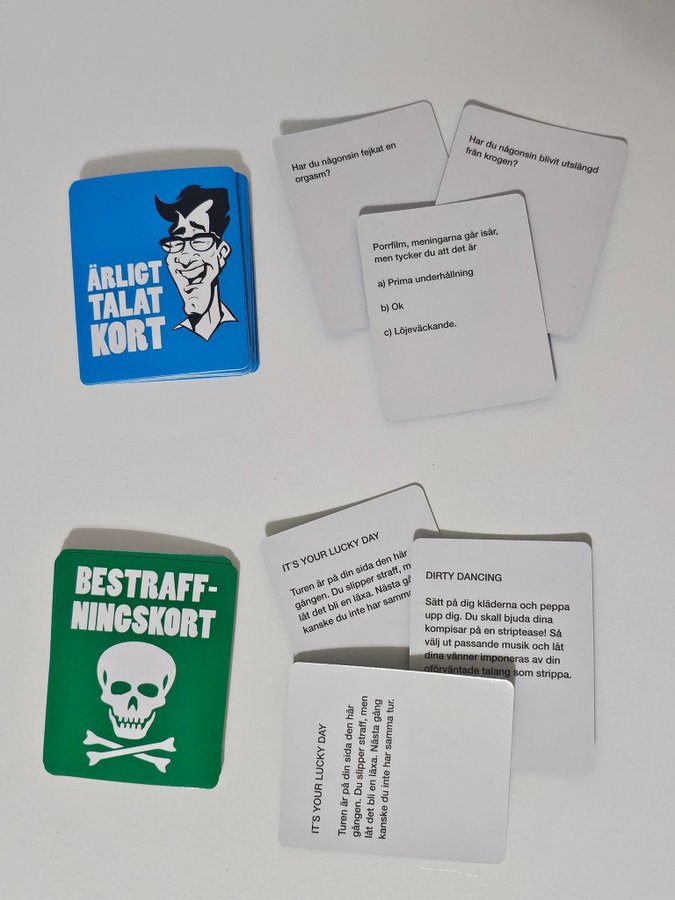 ÄRLIGT
TALAT
KORT
Har du någonsin fejkat en
orgasm?
Har du någonsin blivit utslängd
från krogen?
Porrfilm, meningarna går isär,
men tycker du att det är
a) Prima underhållning
b) Ok
c) Löjeväckande.
BESTRAFF-
NINGSKORT
IT'S YOUR LUCKY DAY
Turen är på din sida den här
gången. Du slipper straff,
låt det bli en läxa. Nästa
kanske du inte har samma
DIRTY DANCING
Sätt på dig kläderna och peppa
upp dig. Du skall bjuda dina
kompisar på en striptease! Så
välj ut passande musik och låt
dina vänner imponeras av din
oförväntade talang som strippa.
IT'S YOUR LUCKY DAY
Turen är på din sida den här
gången. Du slipper straff, men
låt det bli en läxa. Nästa gång
kanske du inte har samma tur.